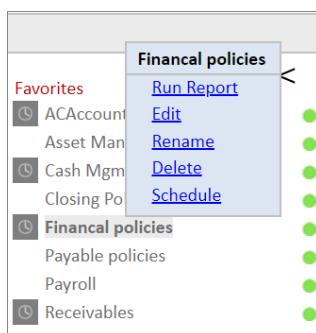 Financal policies
<
Run Report
Edit
Rename
Delete
Schedule
Favorites
ACAccount
Asset Man
Cash Mgm
Closing Po
Financal policies
Payable policies
Payroll
Receivables